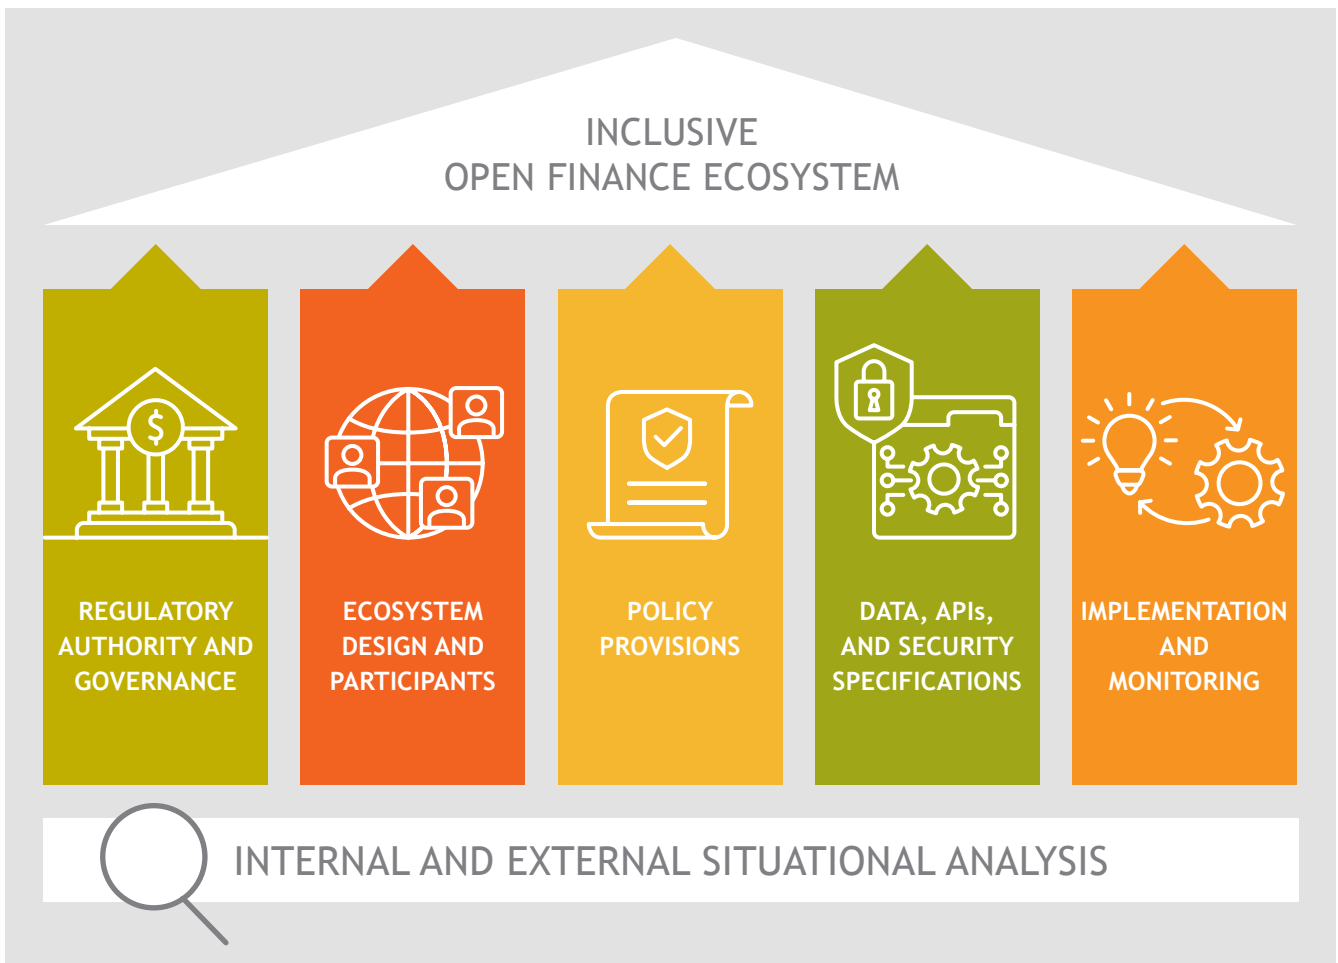 INCLUSIVE
OPEN FINANCE ECOSYSTEM
$
REGULATORY
AUTHORITY AND
GOVERNANCE
ECOSYSTEM
DESIGN AND
PARTICIPANTS
POLICY
PROVISIONS
DATA, APIs,
AND SECURITY
SPECIFICATIONS
IMPLEMENTATION
AND
MONITORING
INTERNAL AND EXTERNAL SITUATIONAL ANALYSIS